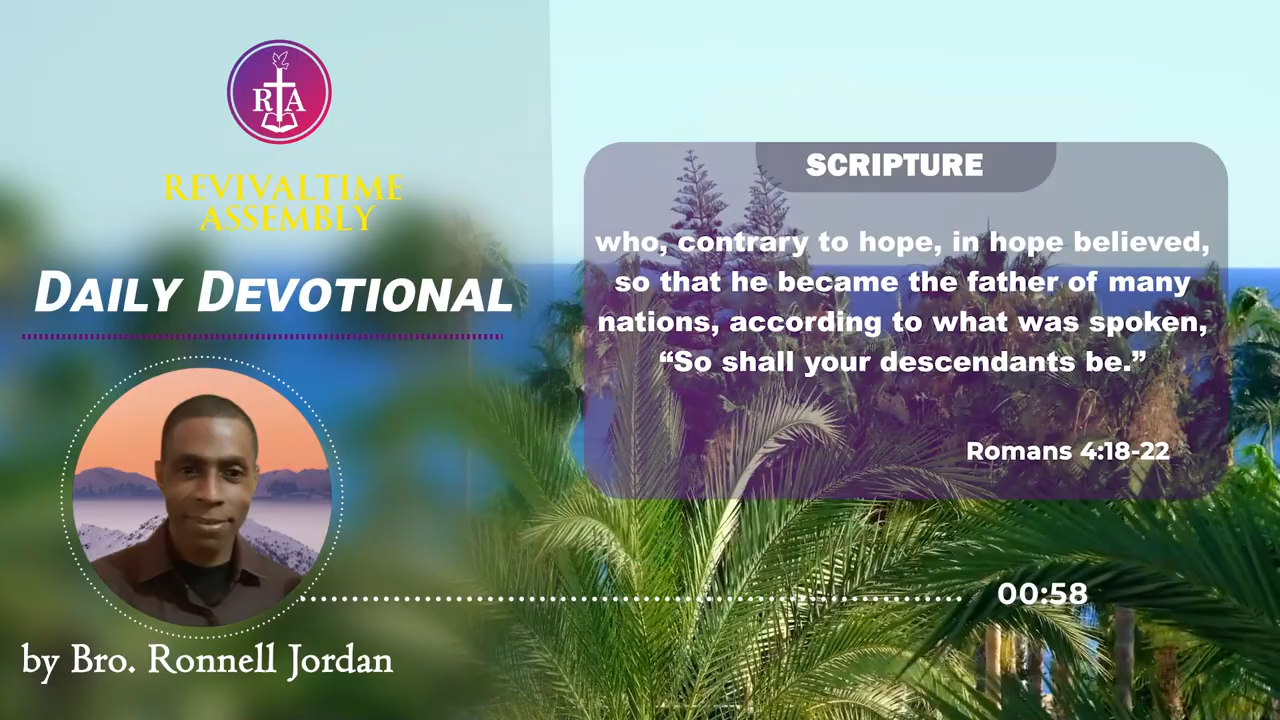 RTA
REVIVALTIME
ASSEMBLY
DAILY DEVOTIONAL
by Bro. Ronnell Jordan
SCRIPTURE
who, contrary to hope, in hope believed,
so that he became the father of many
nations, according to what was spoken,
“So shall your descendants be.”
Romans 4:18-22
00:58